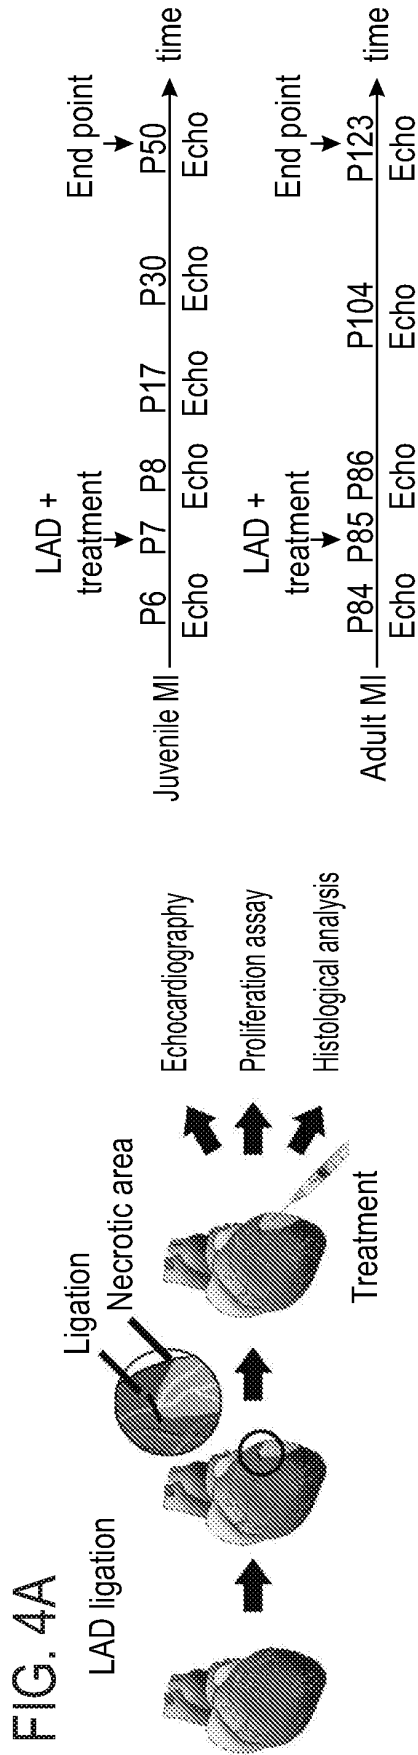 FIG. 4A
LAD ligation
Ligation
Necrotic area
Treatment
Echocardiography
Proliferation assay
Histological analysis
LAD +
treatment
End point
Juvenile MI
P6 P7 P8 P17 P30 P50
time
Echo Echo Echo Echo Echo
LAD +
treatment
End point
Adult MI
P84 P85 P86 P104 P123
time
Echo Echo Echo Echo